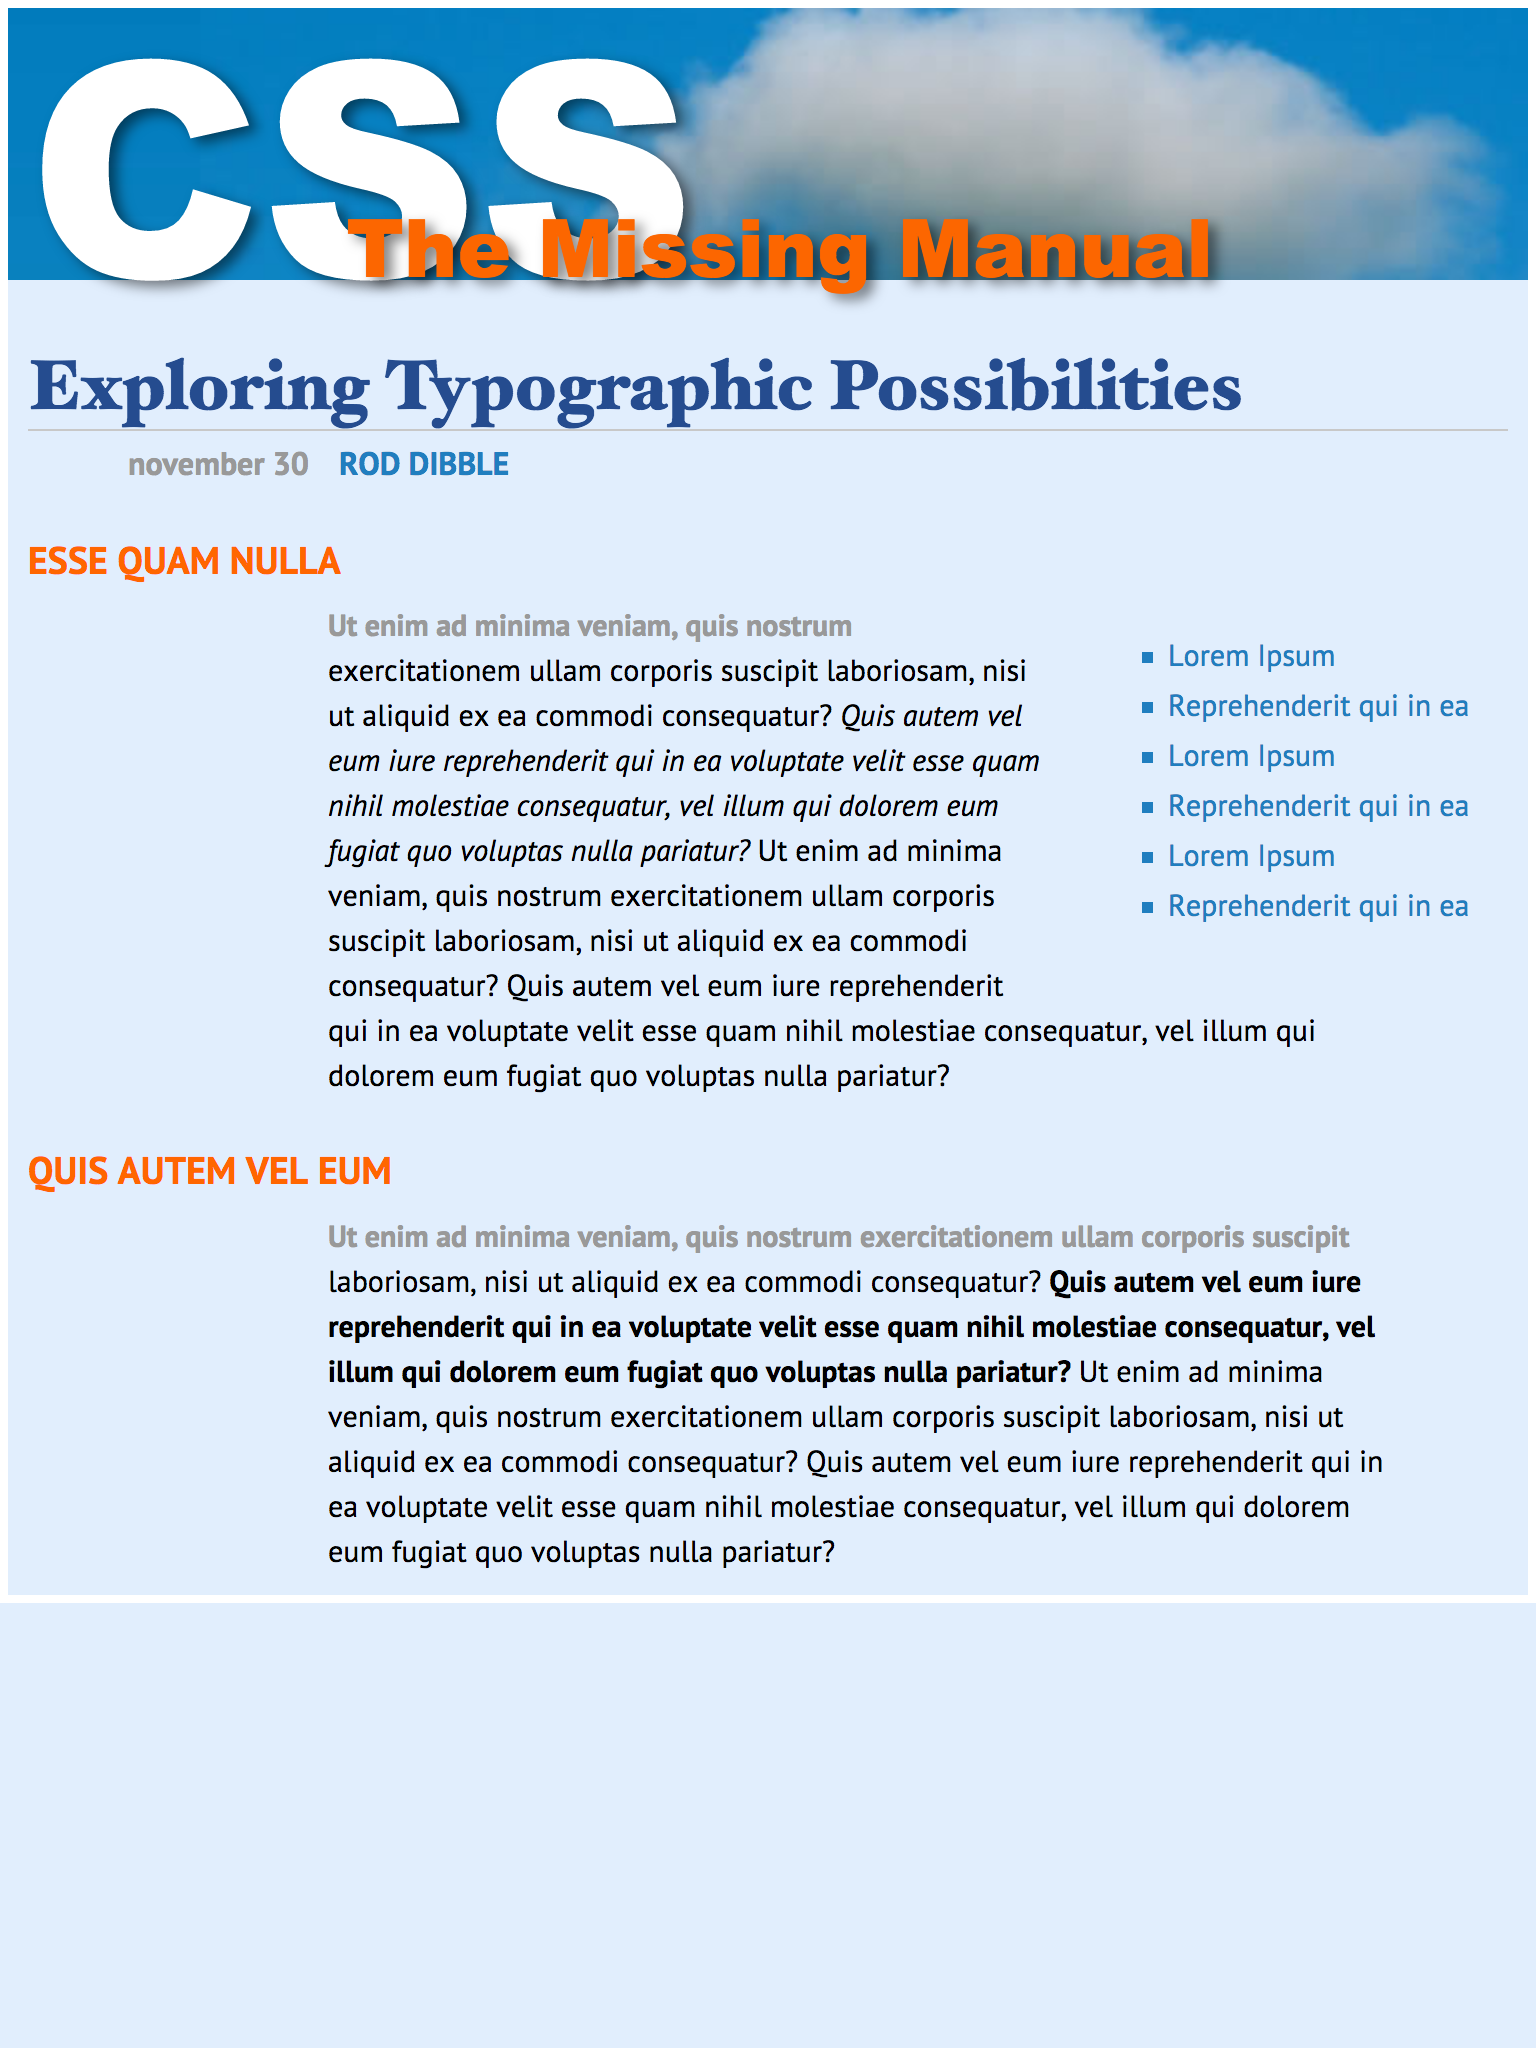 css
The Missing Manual
Exploring Typographic Possibilities
november 30 ROD DIBBLE
ESSE QUAM NULLA
Ut enim ad minima veniam, quis nostrum
exercitationem ullam corporis suscipit laboriosam, nisi
ut aliquid ex ea commodi consequatur? Quis autem vel
eum iure reprehenderit qui in ea voluptate velit esse quam
nihil molestiae consequatur, vel illum qui dolorem eum
fugiat quo voluptas nulla pariatur? Ut enim ad minima
veniam, quis nostrum exercitationem ullam corporis
suscipit laboriosam, nisi ut aliquid ex ea commodi
consequatur? Quis autem vel eum iure reprehenderit
qui in ea voluptate velit esse quam nihil molestiae consequatur, vel illum qui
dolorem eum fugiat quo voluptas nulla pariatur?
Lorem Ipsum
Reprehenderit qui in ea
Lorem Ipsum
Reprehenderit qui in ea
Lorem Ipsum
Reprehenderit qui in ea
QUIS AUTEM VEL EUM
Ut enim ad minima veniam, quis nostrum exercitationem ullam corporis suscipit
laboriosam, nisi ut aliquid ex ea commodi consequatur? Quis autem vel eum iure
reprehenderit qui in ea voluptate velit esse quam nihil molestiae consequatur, vel
illum qui dolorem eum fugiat quo voluptas nulla pariatur? Ut enim ad minima
veniam, quis nostrum exercitationem ullam corporis suscipit laboriosam, nisi ut
aliquid ex ea commodi consequatur? Quis autem vel eum iure reprehenderit qui in
ea voluptate velit esse quam nihil molestiae consequatur, vel illum qui dolorem
eum fugiat quo voluptas nulla pariatur?